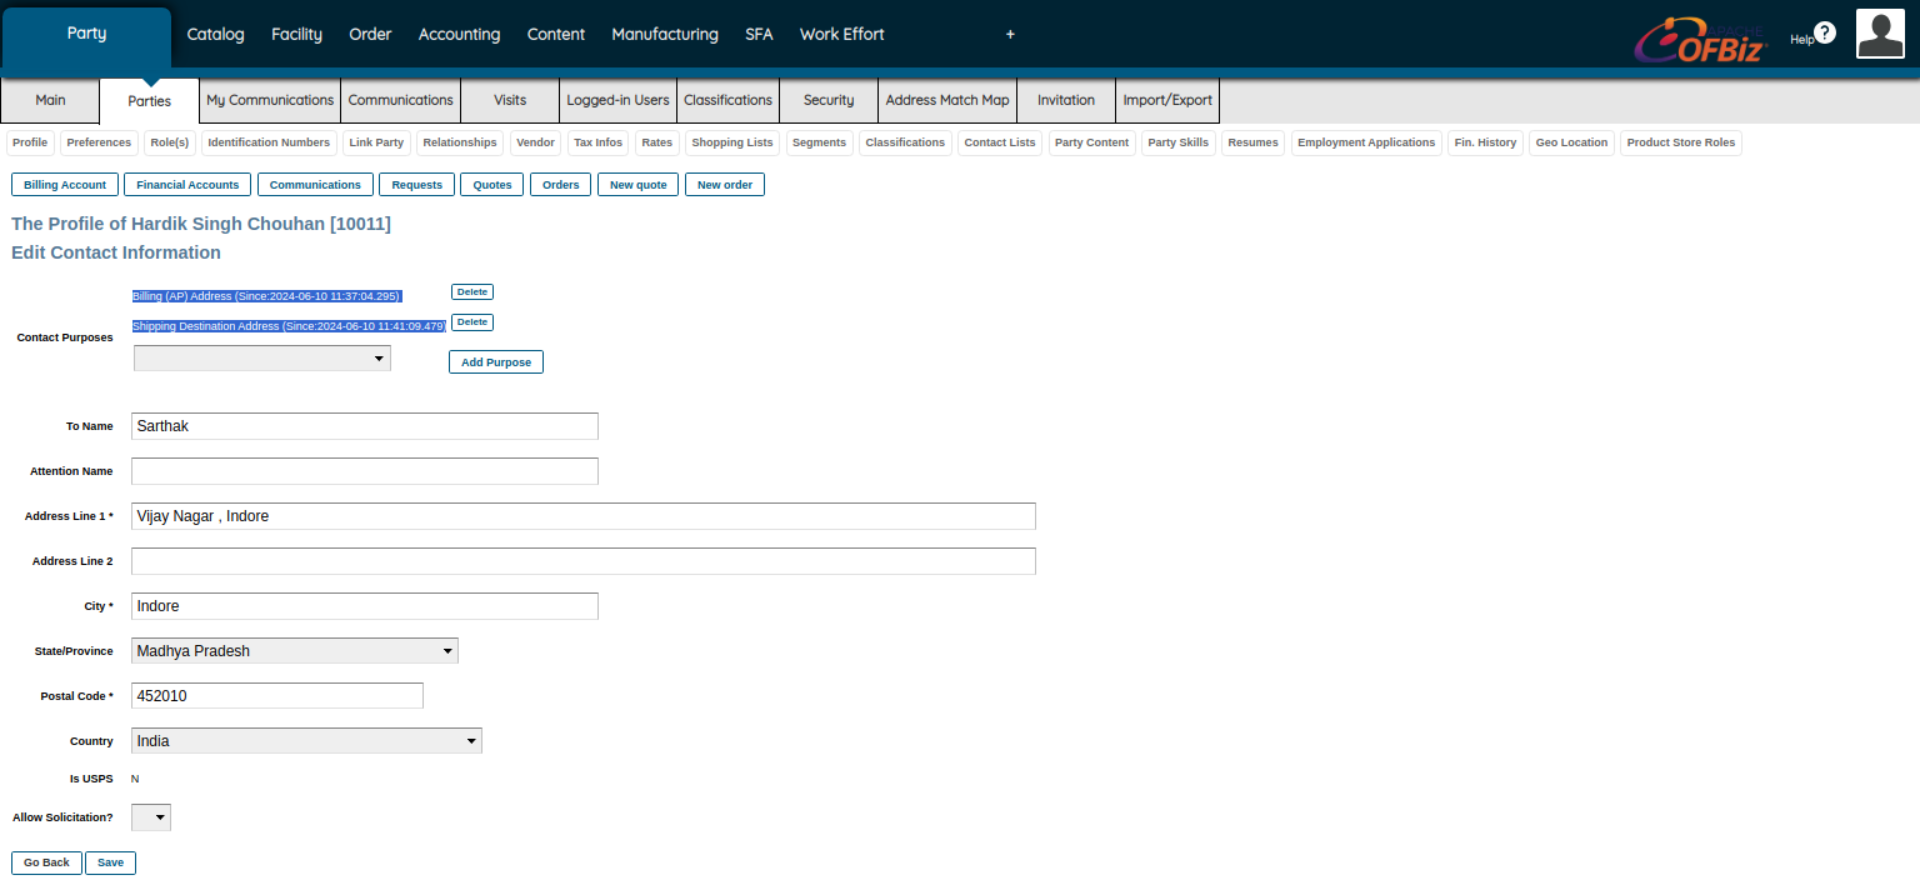 Party Catalog Facility Order Accounting Content Manufacturing SFA Work Effort + APACHE OFBiz Help ?
Main Parties My Communications Communications Visits Logged-in Users Classifications Security Address Match Map Invitation Import/Export
Profile Preferences Role(s) Identification Numbers Link Party Relationships Vendor Tax Infos Rates Shopping Lists Segments Classifications Contact Lists Party Content Party Skills Resumes Employment Applications Fin. History Geo Location Product Store Roles
Billing Account Financial Accounts Communications Requests Quotes Orders New quote New order
The Profile of Hardik Singh Chouhan [10011]
Edit Contact Information
Billing (AP) Address (Since:2024-06-10 11:37:04.295) Delete
Shipping Destination Address (Since:2024-06-10 11:41:09.479) Delete
Contact Purposes
Add Purpose
To Name Sarthak
Attention Name
Address Line 1 * Vijay Nagar , Indore
Address Line 2
City * Indore
State/Province Madhya Pradesh
Postal Code * 452010
Country India
Is USPS N
Allow Solicitation?
Go Back Save